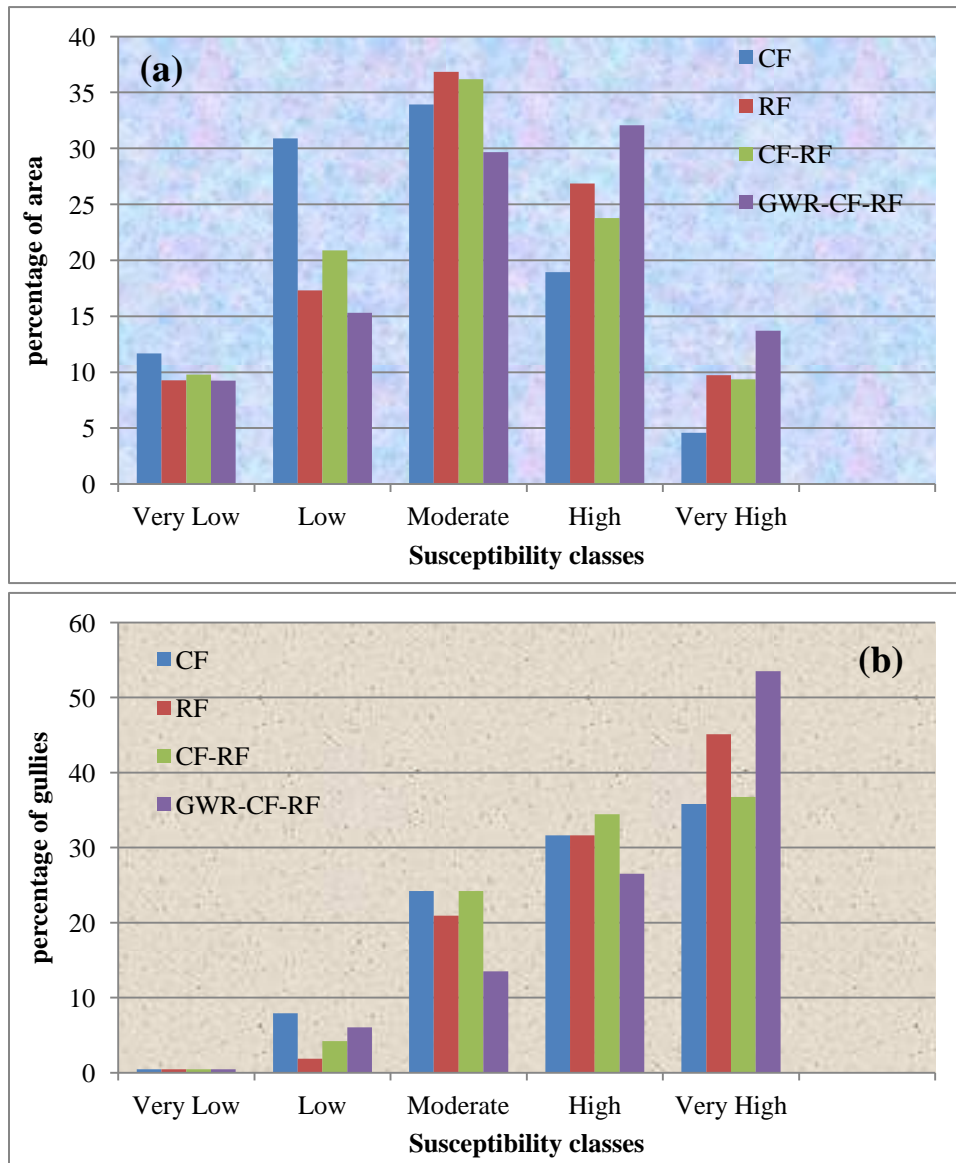 (a)
percentage of area
40
35
30
25
20
15
10
5
0
CF
RF
CF-RF
GWR-CF-RF
Very Low
Low
Moderate
High
Very High
Susceptibility classes
(b)
percentage of gullies
60
50
40
30
20
10
0
CF
RF
CF-RF
GWR-CF-RF
Very Low
Low
Moderate
High
Very High
Susceptibility classes